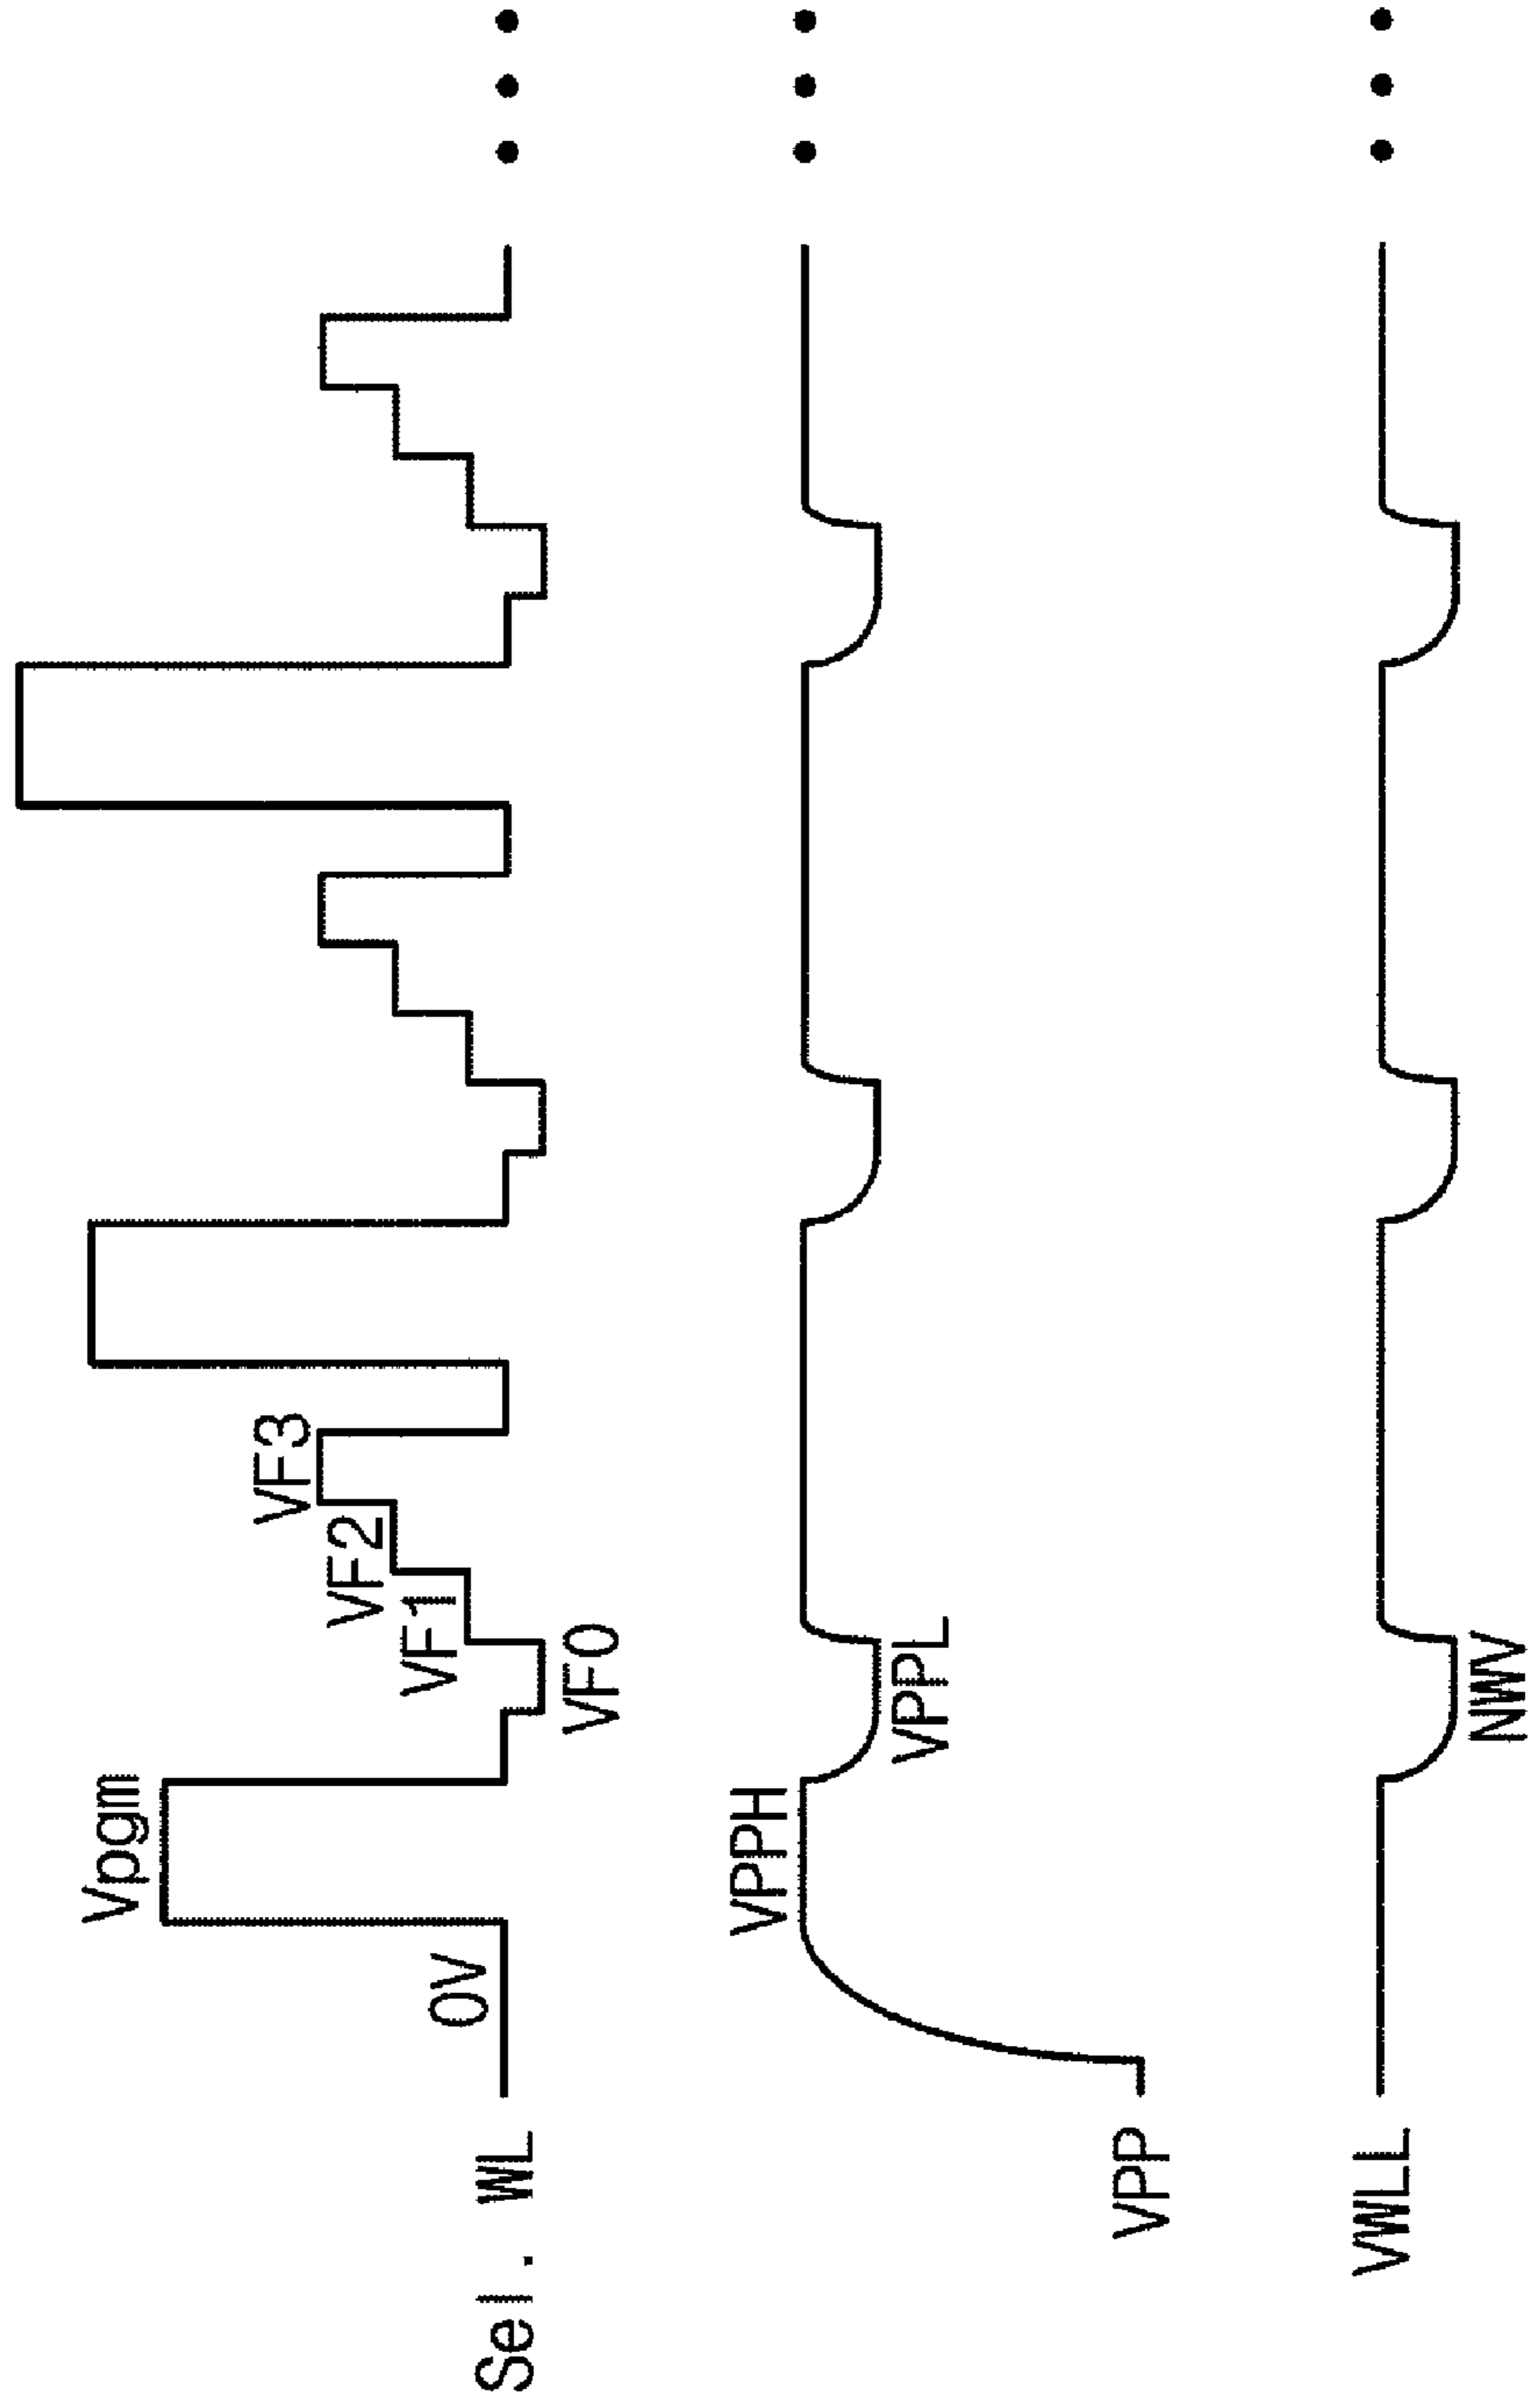 Vpgm
VF3
VF2
VF1
0V
VF0
Sel. WL
VPPH
VPPL
VPP
VWLL
NWV